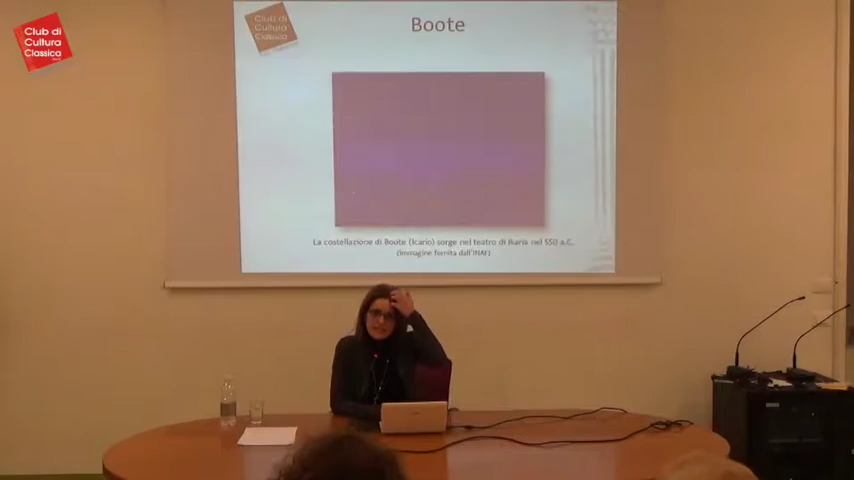 Club di
Cultura
Classica
Club di
Cultura
Classica
Boote
La costellazione di Boote (Icario) sorge nel teatro di Ikaria nel 550 a.C.
(immagine fornita dall'INAF)